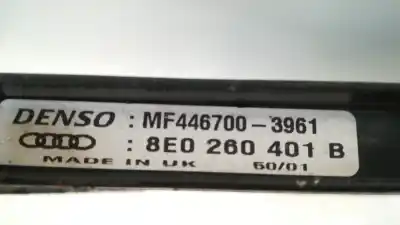 DENSO : MF446700-3961
: 8E0 260 401 B
MADE IN UK 50/01